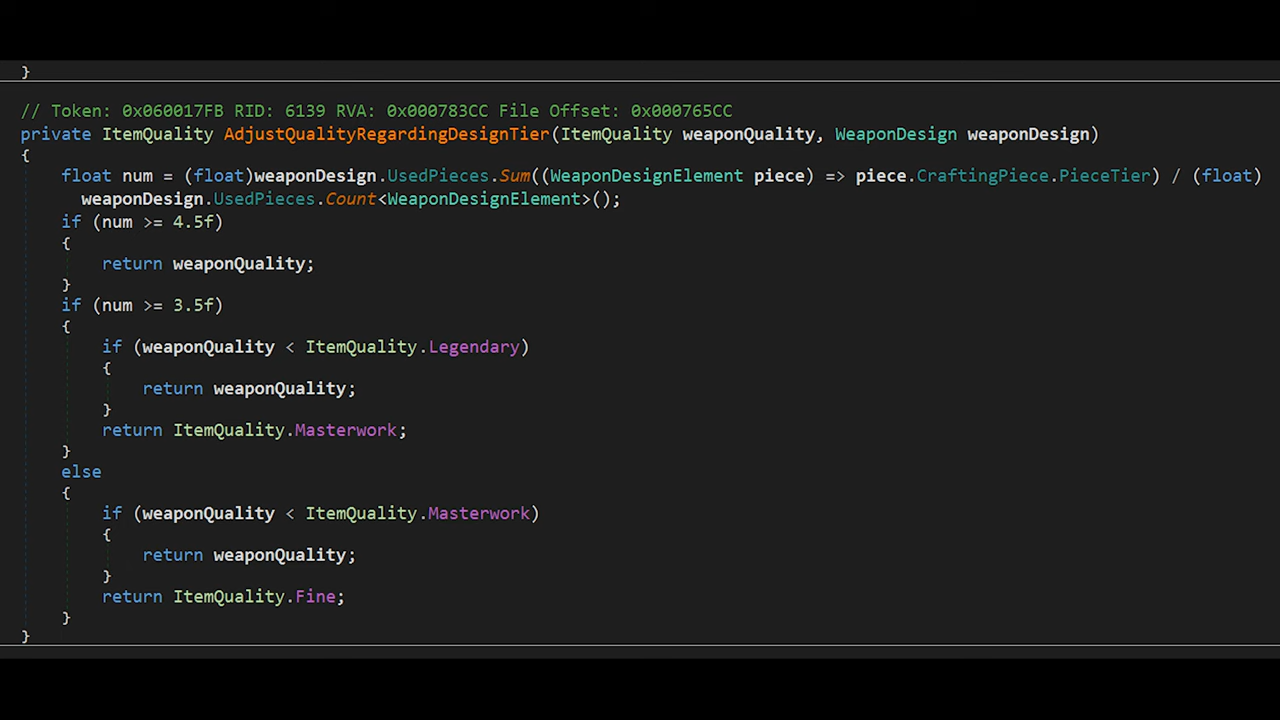 }
// Token: 0x060017FB RID: 6139 RVA: 0x000783CC File Offset: 0x000765CC
private ItemQuality AdjustQualityRegardingDesignTier(ItemQuality weaponQuality, WeaponDesign weaponDesign)
{
float num = (float)weaponDesign.UsedPieces.Sum((WeaponDesignElement piece) => piece.CraftingPiece.PieceTier) / (float)
weaponDesign.UsedPieces.Count<WeaponDesignElement>();
if (num >= 4.5f)
{
return weaponQuality;
}
if (num >= 3.5f)
{
if (weaponQuality < ItemQuality.Legendary)
{
return weaponQuality;
}
return ItemQuality.Masterwork;
}
else
{
if (weaponQuality < ItemQuality.Masterwork)
{
return weaponQuality;
}
return ItemQuality.Fine;
}
}